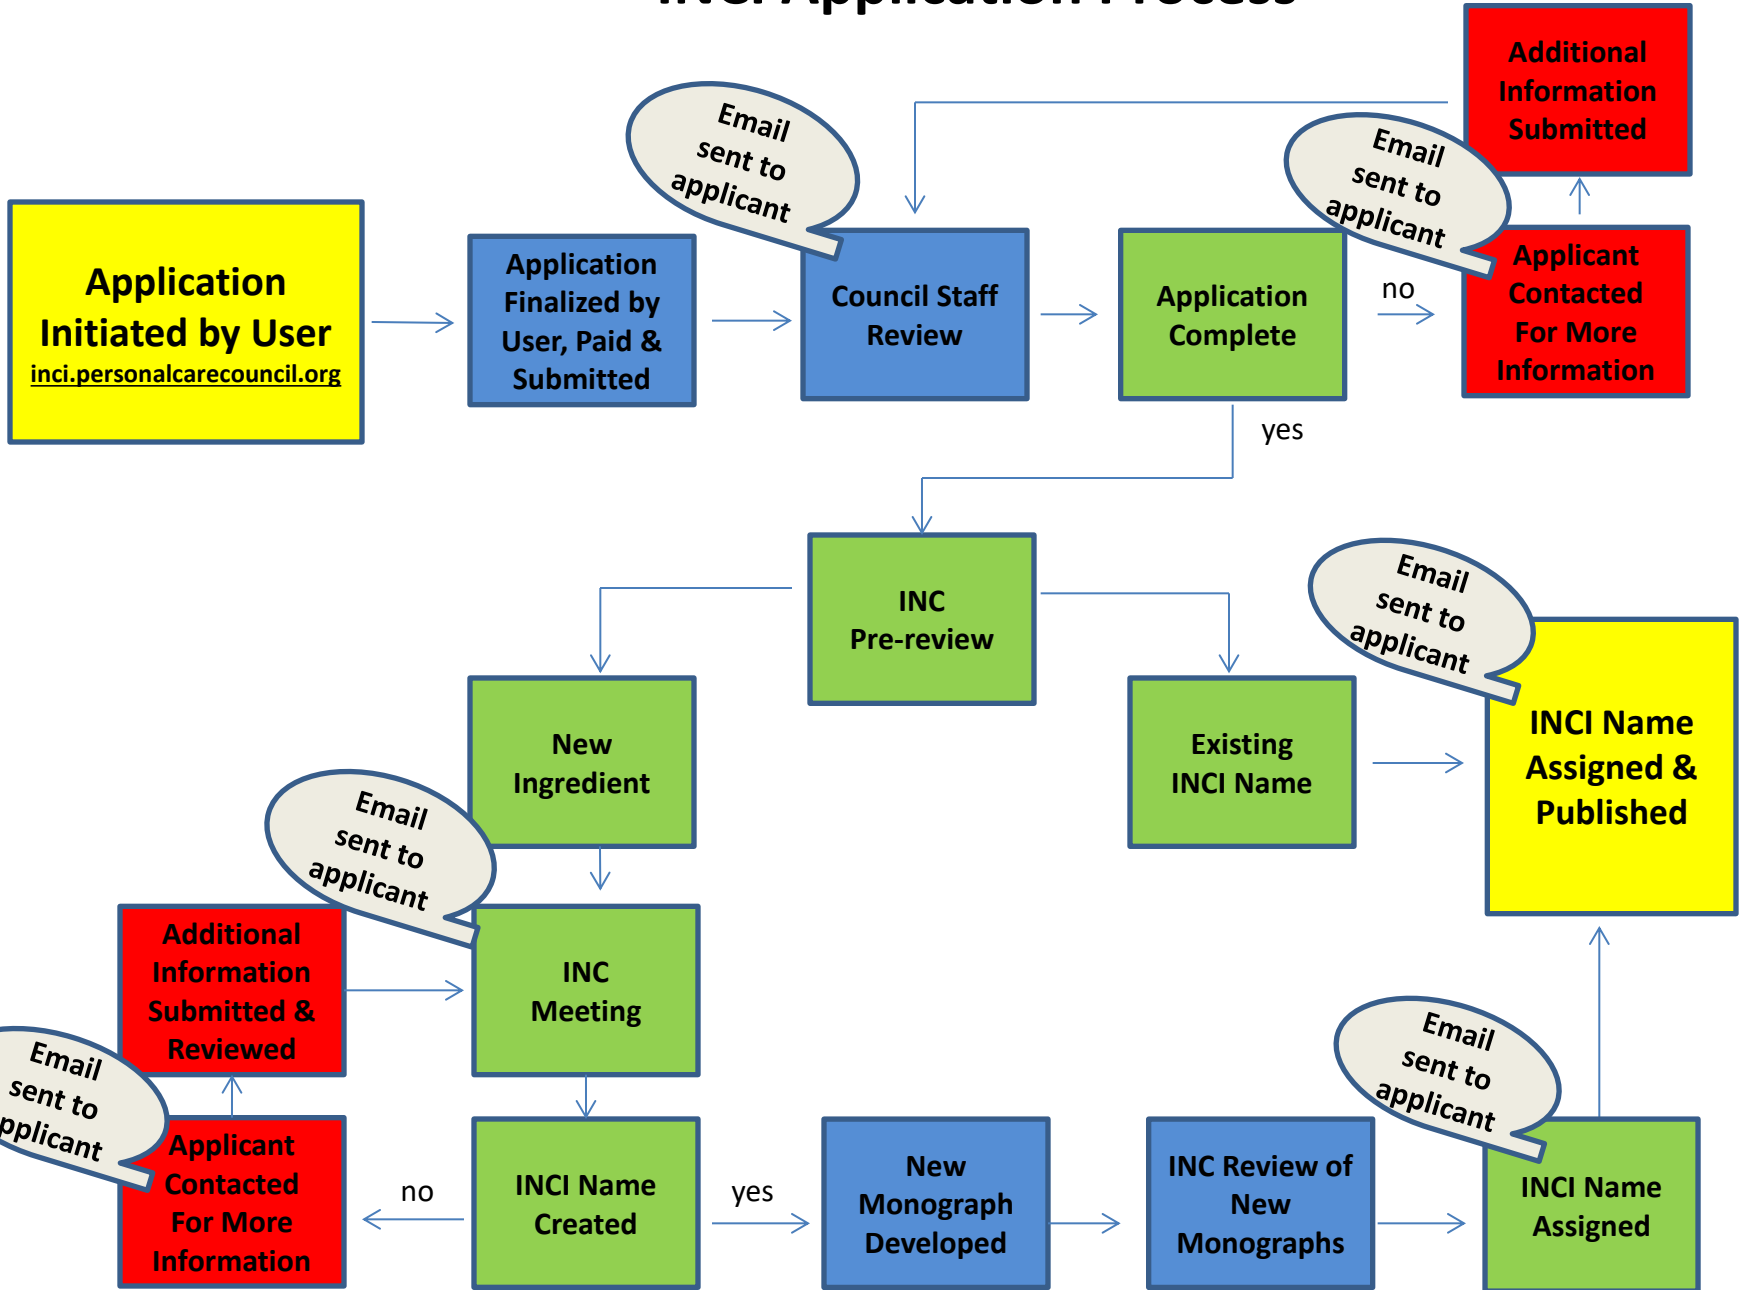 INCI Application Process
Additional
Information
Submitted
Email
sent to
applicant
Email
sent to
applicant
Application
Initiated by User
inci.personalcarecouncil.org
Application
Finalized by
User, Paid &
Submitted
Council Staff
Review
Application
Complete
no
Applicant
Contacted
For More
Information
yes
INC
Pre-review
Email
sent to
applicant
New
Ingredient
Existing
INCI Name
INCI Name
Assigned &
Published
Email
sent to
applicant
Additional
Information
Submitted &
Reviewed
INC
Meeting
Email
sent to
applicant
Email
sent to
applicant
Applicant
Contacted
For More
Information
no
INCI Name
Created
yes
New
Monograph
Developed
INC Review of
New
Monographs
INCI Name
Assigned